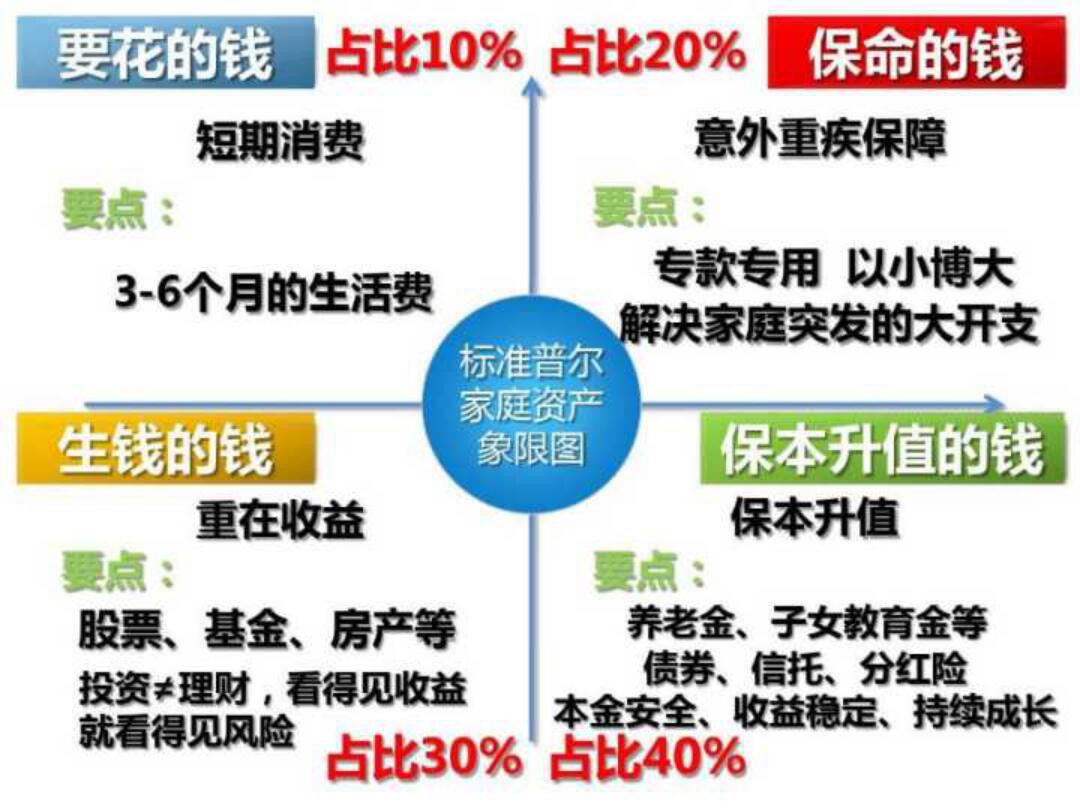 要花的钱 占比10%
短期消费
要点：
3-6个月的生活费
占比20% 保命的钱
意外重疾保障
要点：
专款专用 以小博大
解决家庭突发的大开支
标准普尔
家庭资产
象限图
生钱的钱
重在收益
要点：
股票、基金、房产等
投资≠理财，看得见收益
就看得见风险
占比30%
保本升值的钱
保本升值
要点：
养老金、子女教育金等
债券、信托、分红险
本金安全、收益稳定、持续成长
占比40%